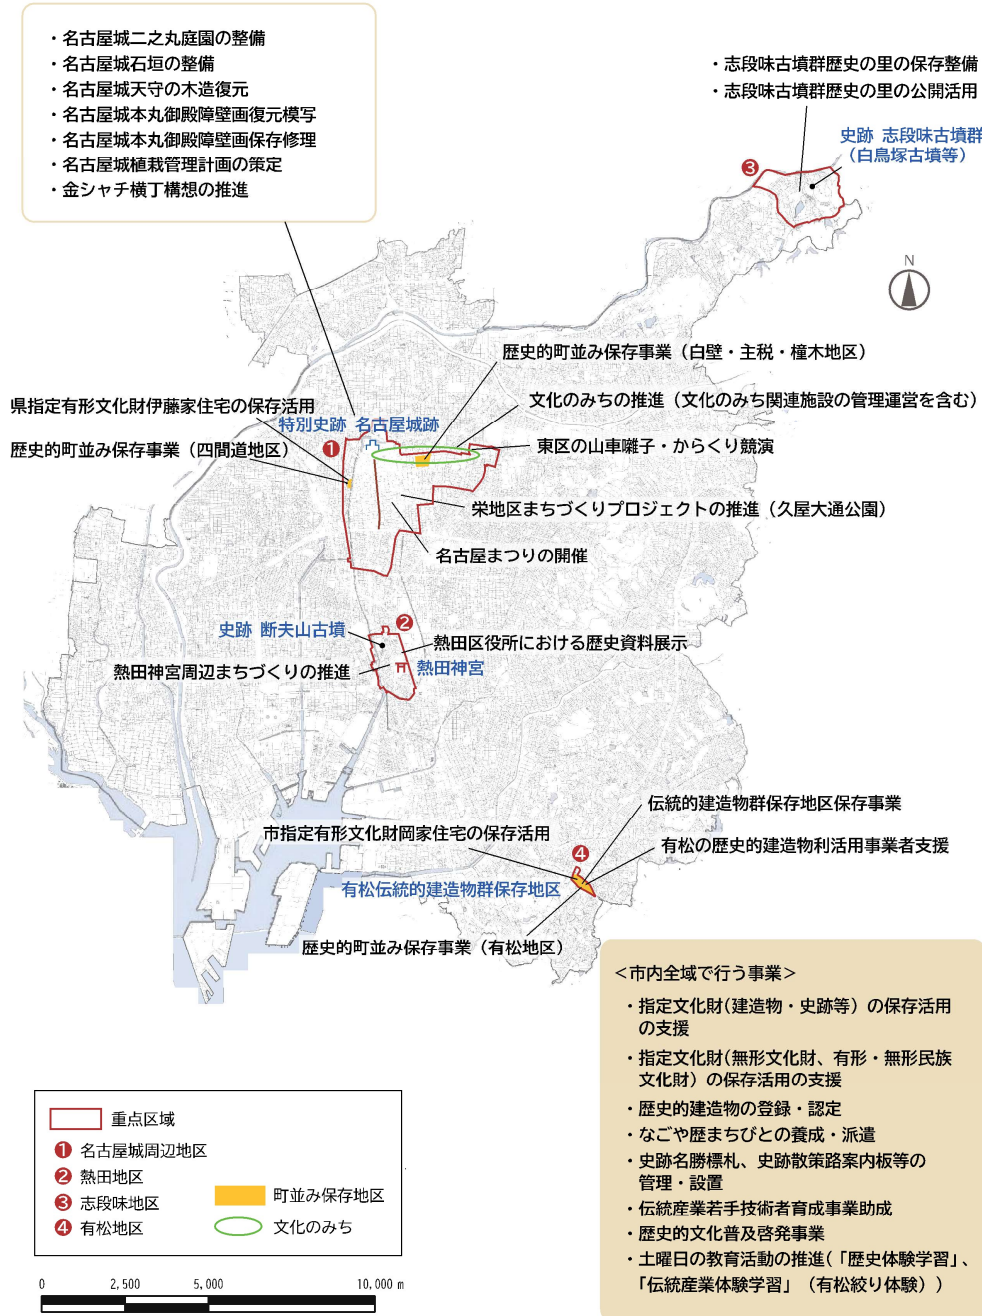 ・名古屋城二之丸庭園の整備
・名古屋城石垣の整備
・名古屋城天守の木造復元
・名古屋城本丸御殿障壁画復元模写
・名古屋城本丸御殿障壁画保存修理
・名古屋城植栽管理計画の策定
・金シャチ横丁構想の推進
・志段味古墳群歴史の里の保存整備
・志段味古墳群歴史の里の公開活用
史跡 志段味古墳群
（白鳥塚古墳等）
3
N
歴史的町並み保存事業（白壁・主税・橦木地区）
県指定有形文化財伊藤家住宅の保存活用
文化のみちの推進（文化のみち関連施設の管理運営を含む）
特別史跡 名古屋城跡
歴史的町並み保存事業（四間道地区）
1
東区の山車囃子・からくり競演
栄地区まちづくりプロジェクトの推進（久屋大通公園）
名古屋まつりの開催
2
史跡 断夫山古墳
熱田区役所における歴史資料展示
熱田神宮周辺まちづくりの推進
熱田神宮
伝統的建造物群保存地区保存事業
市指定有形文化財岡家住宅の保存活用
有松の歴史的建造物利活用事業者支援
4
有松伝統的建造物群保存地区
歴史的町並み保存事業（有松地区）
＜市内全域で行う事業＞
・指定文化財(建造物・史跡等）の保存活用
の支援
・指定文化財(無形文化財、有形・無形民族
文化財）の保存活用の支援
・歴史的建造物の登録・認定
・なごや歴まちびとの養成・派遣
・史跡名勝標札、史跡散策路案内板等の
管理・設置
・伝統産業若手技術者育成事業助成
・歴史的文化普及啓発事業
・土曜日の教育活動の推進(「歴史体験学習」、
「伝統産業体験学習」（有松絞り体験））
重点区域
1 名古屋城周辺地区
2 熱田地区
3 志段味地区
4 有松地区
町並み保存地区
文化のみち
0 2,500 5,000 10,000 m